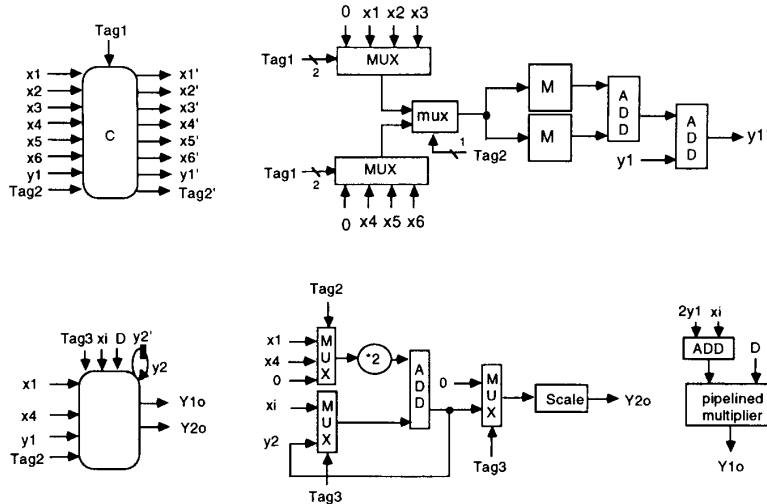 Tag1
x1
x2
x3
x4
x5
x6
y1
Tag2
C
x1'
x2'
x3'
x4'
x5'
x6'
y1'
Tag2'
0 x1 x2 x3
Tag1
2
MUX
mux
1
Tag2
Tag1
2
MUX
0 x4 x5 x6
M
M
ADD
y1
ADD
y1'
Tag3 xi D y2'
y2
x1
x4
y1
Tag2
Y1o
Y2o
Tag2
x1
x4
0
MUX
*2
xi
y2
MUX
Tag3
ADD
0
MUX
Tag3
Scale
Y2o
2y1 xi
ADD
D
pipelined
multiplier
Y1o